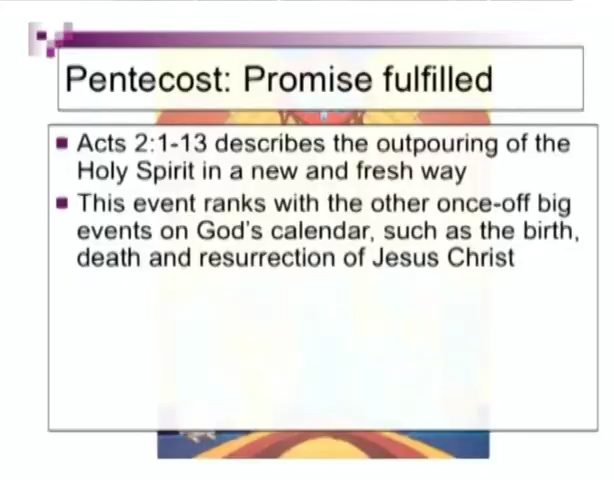 Pentecost: Promise fulfilled
Acts 2:1-13 describes the outpouring of the
Holy Spirit in a new and fresh way
This event ranks with the other once-off big
events on God's calendar, such as the birth,
death and resurrection of Jesus Christ